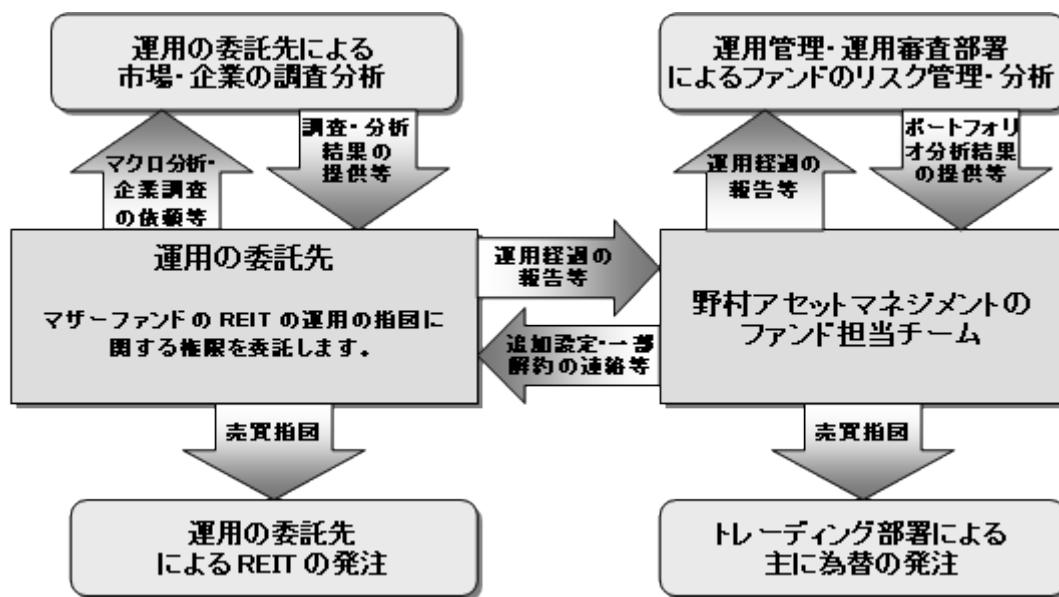 運用の委託先による
市場・企業の調査分析
運用管理・運用審査部署
によるファンドのリスク管理・分析
マクロ分析・
企業調査
の依頼等
調査・分析
結果の
提供等
運用経過の
報告等
ポートフォリ
オ分析結果
の提供等
運用の委託先
マザーファンドの REIT の運用の指図に
関する権限を委託します。
運用経過の
報告等
追加設定・一部
解約の連絡等
野村アセットマネジメントの
ファンド担当チーム
売買指図
売買指図
運用の委託先
による REIT の発注
トレーディング部署による
主に為替の発注